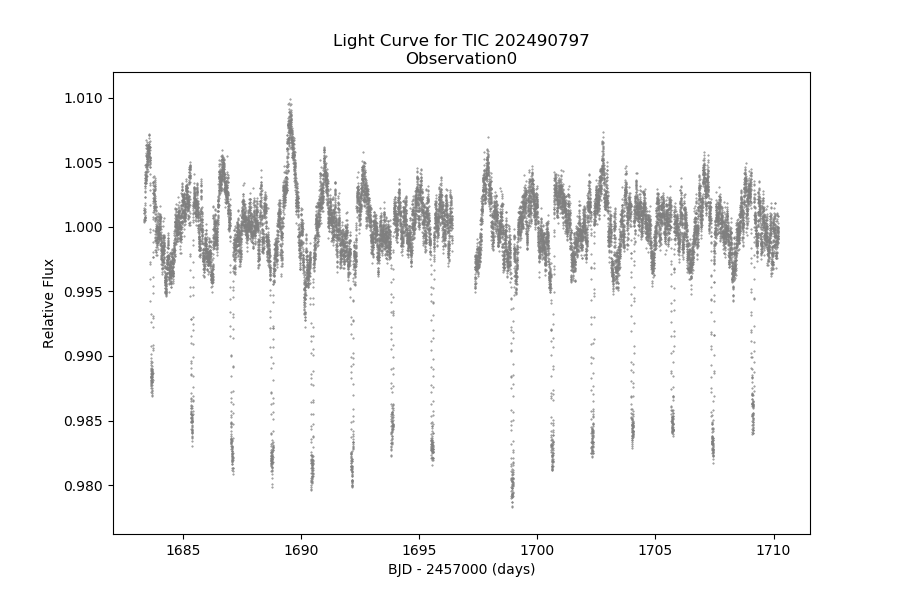 Light Curve for TIC 202490797
Observation0
1.010
1.005
1.000
0.995
0.990
0.985
0.980
Relative Flux
1685 1690 1695 1700 1705 1710
BJD - 2457000 (days)